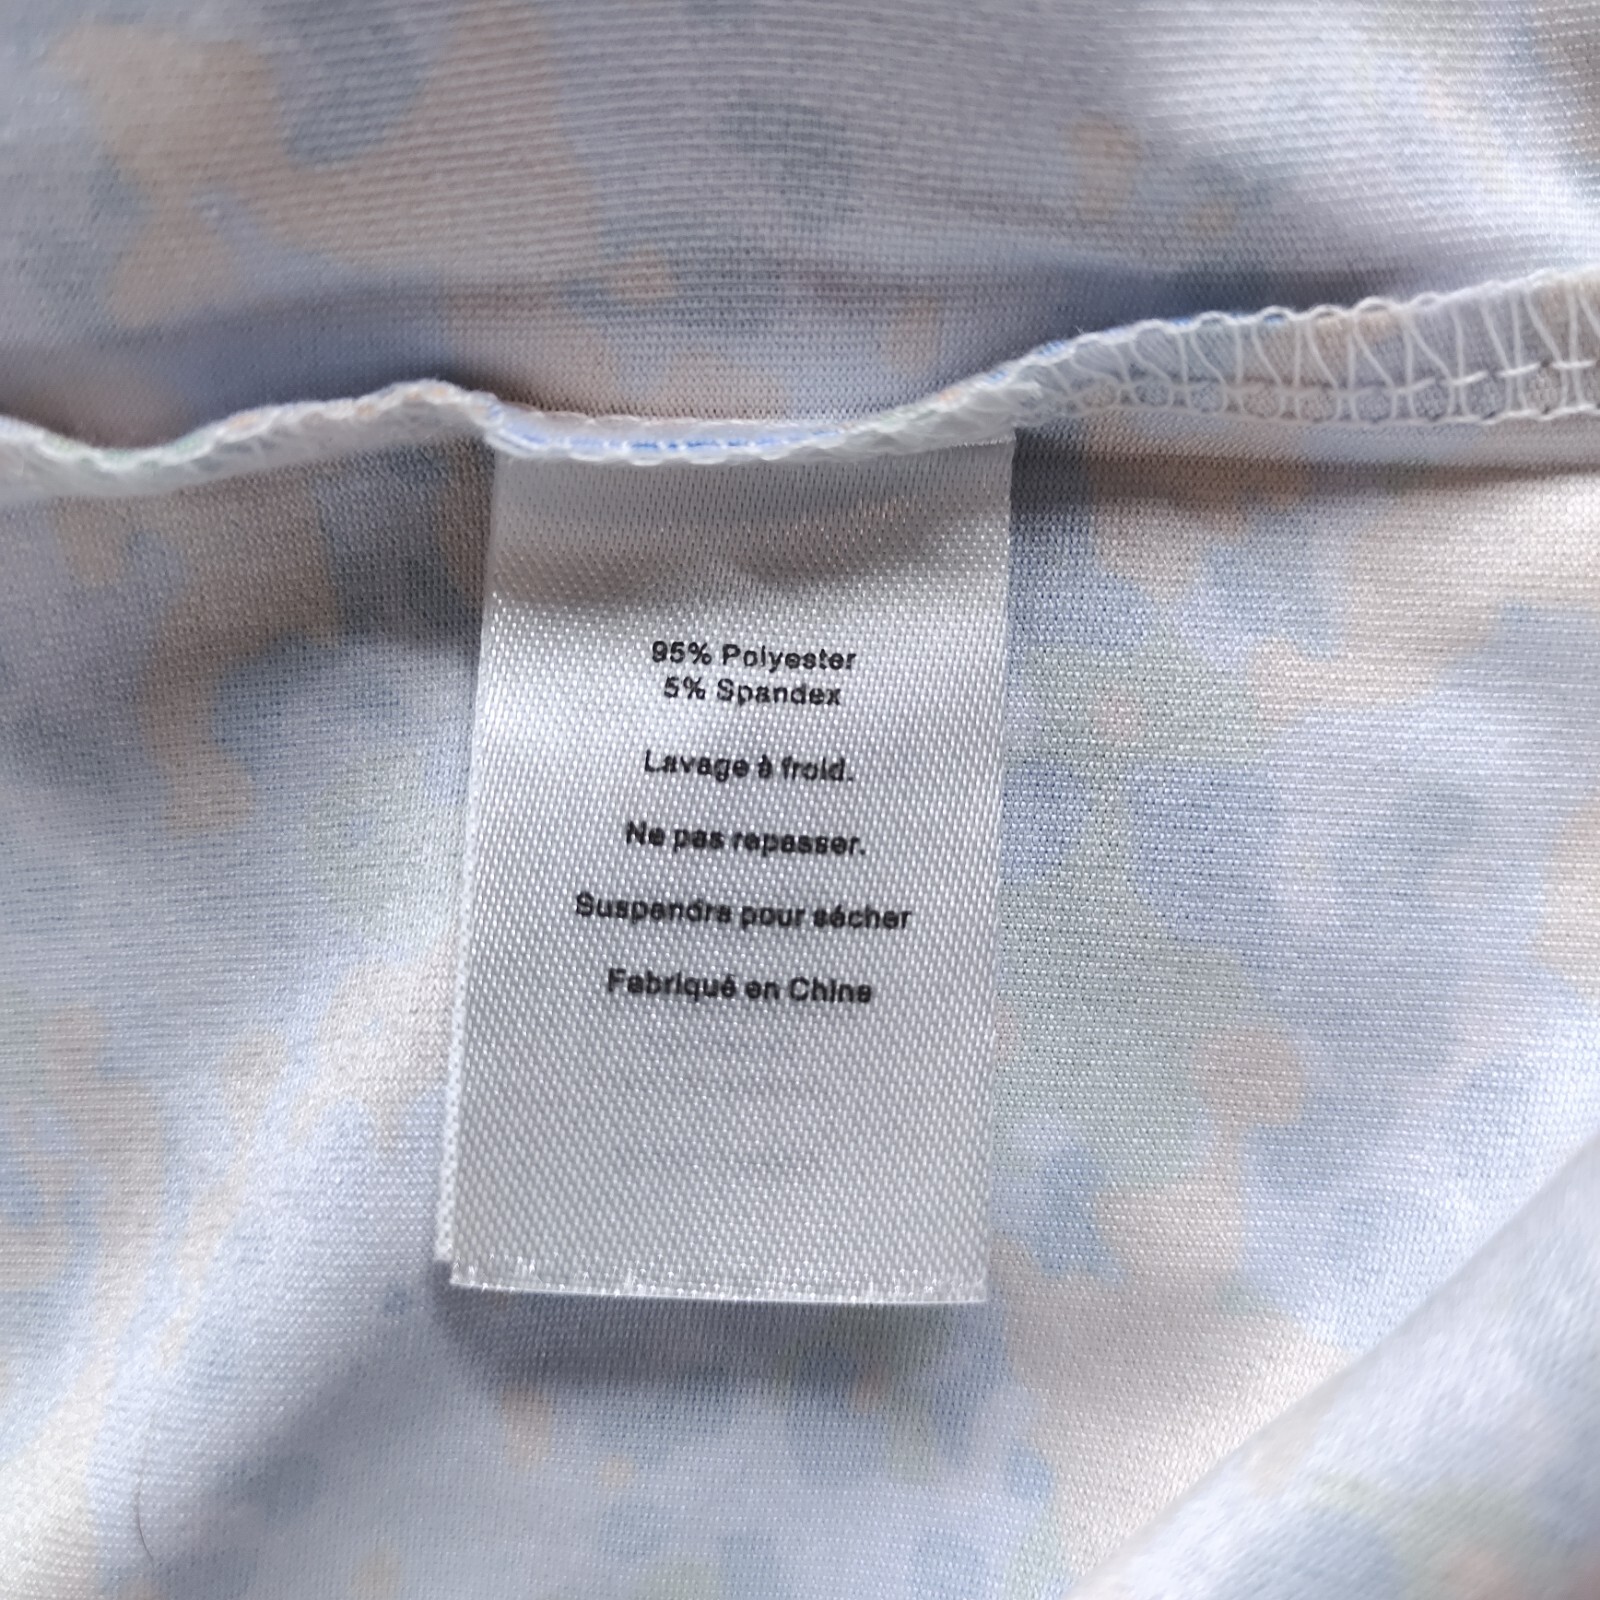 95% Polyester
5% Spandex
Lavage à froid.
Ne pas repasser.
Suspendre pour sécher
Fabriqué en Chine